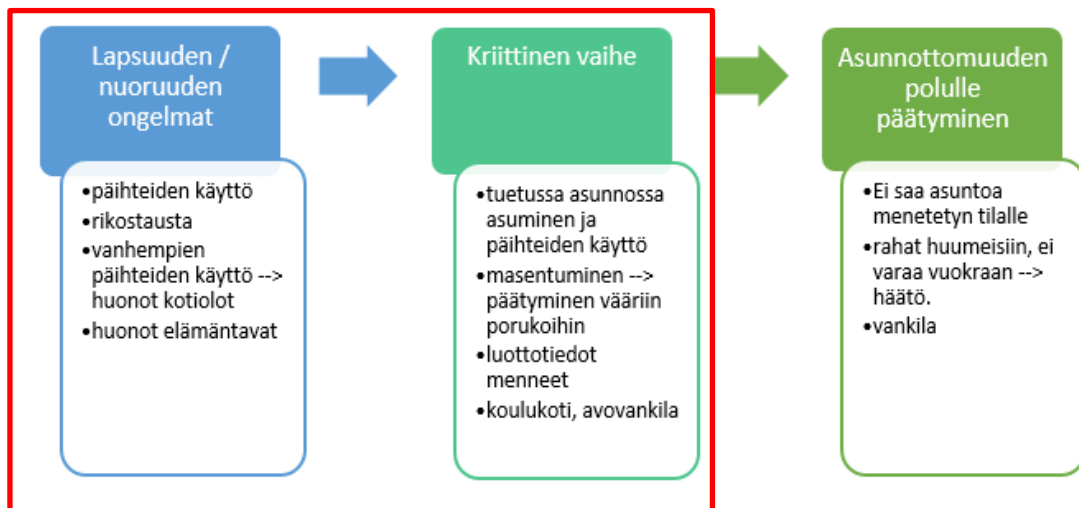 Lapsuuden /
nuoruuden
ongelmat
•päihteiden käyttö
•rikostausta
•vanhempien
päihteiden käyttö -->
huonot kotiolot
•huonot elämäntavat
Kriittinen vaihe
•tuetussa asunnossa
asuminen ja
päihteiden käyttö
•masentuminen -->
päätyminen vääriin
porukoihin
•luottotiedot
menneet
•koulukoti, avovankila
Asunnottomuuden
polulle
päätyminen
•Ei saa asuntoa
menetetyn tilalle
•rahat huumeisiin, ei
varaa vuokraan -->
häätö.
•vankila